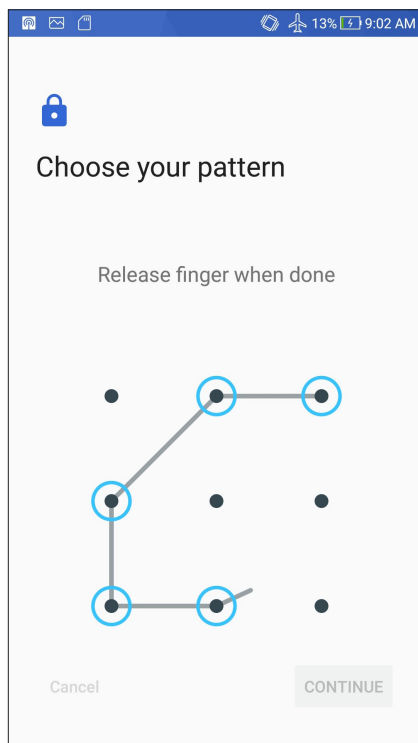 13% 9:02 AM
Choose your pattern
Release finger when done
Cancel CONTINUE